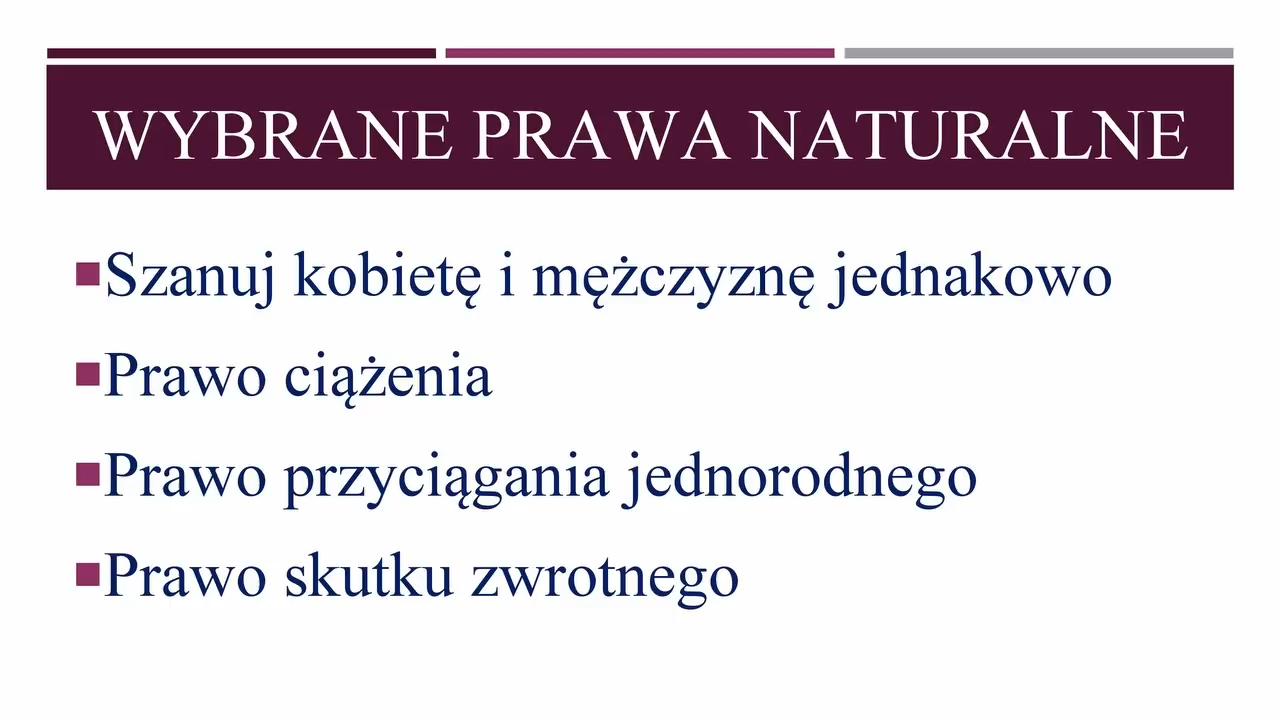 WYBRANE PRAWA NATURALNE
Szanuj kobietę i mężczyznę jednakowo
Prawo ciążenia
Prawo przyciągania jednorodnego
Prawo skutku zwrotnego